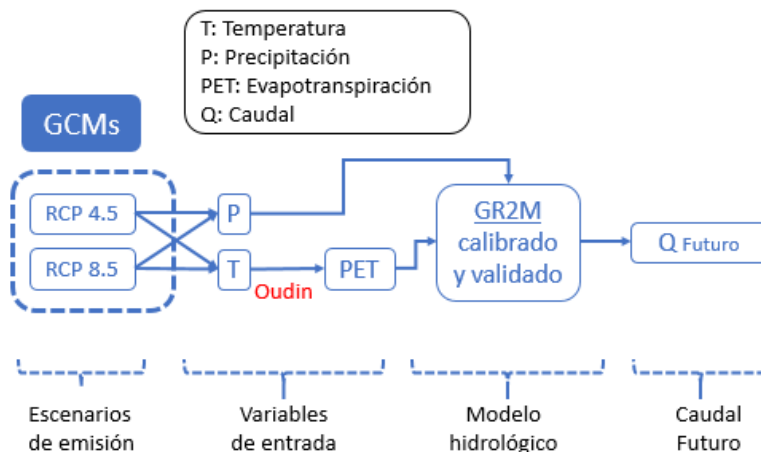 T: Temperatura
P: Precipitación
PET: Evapotranspiración
Q: Caudal
GCMs
RCP 4.5
RCP 8.5
P
T
Oudin
PET
GR2M
calibrado
y validado
Q Futuro
Escenarios
de emisión
Variables
de entrada
Modelo
hidrológico
Caudal
Futuro